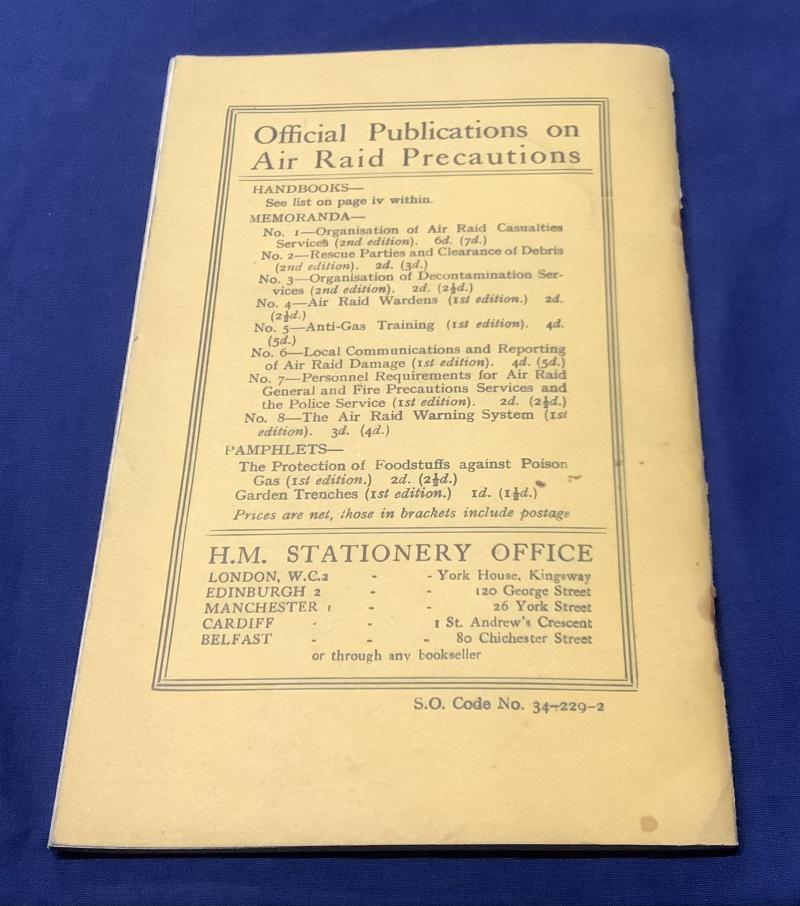 Official Publications on
Air Raid Precautions
HANDBOOKS—
See list on page iv within.
MEMORANDA—
No. 1—Organisation of Air Raid Casualties
Services (2nd edition). 6d. (7d.)
No. 2—Rescue Parties and Clearance of Debris
(2nd edition). 2d. (3d.)
No. 3—Organisation of Decontamination Ser-
vices (2nd edition). 2d. (2½d.)
No. 4—Air Raid Wardens (1st edition.) 2d.
(2½d.)
No. 5—Anti-Gas Training (1st edition). 4d.
(5d.)
No. 6—Local Communications and Reporting
of Air Raid Damage (1st edition). 4d. (5d.)
No. 7—Personnel Requirements for Air Raid
General and Fire Precautions Services and
the Police Service (1st edition). 2d. (2½d.)
No. 8—The Air Raid Warning System (1st
edition). 3d. (4d.)
PAMPHLETS—
The Protection of Foodstuffs against Poison
Gas (1st edition.) 2d. (2½d.)
Garden Trenches (1st edition.) 1d. (1½d.)
Prices are net, those in brackets include postage
H.M. STATIONERY OFFICE
LONDON, W.C.2 - - York House, Kingsway
EDINBURGH 2 - - 120 George Street
MANCHESTER 1 - - 26 York Street
CARDIFF - - 1 St. Andrew's Crescent
BELFAST - - - 80 Chichester Street
or through any bookseller
S.O. Code No. 34-229-2